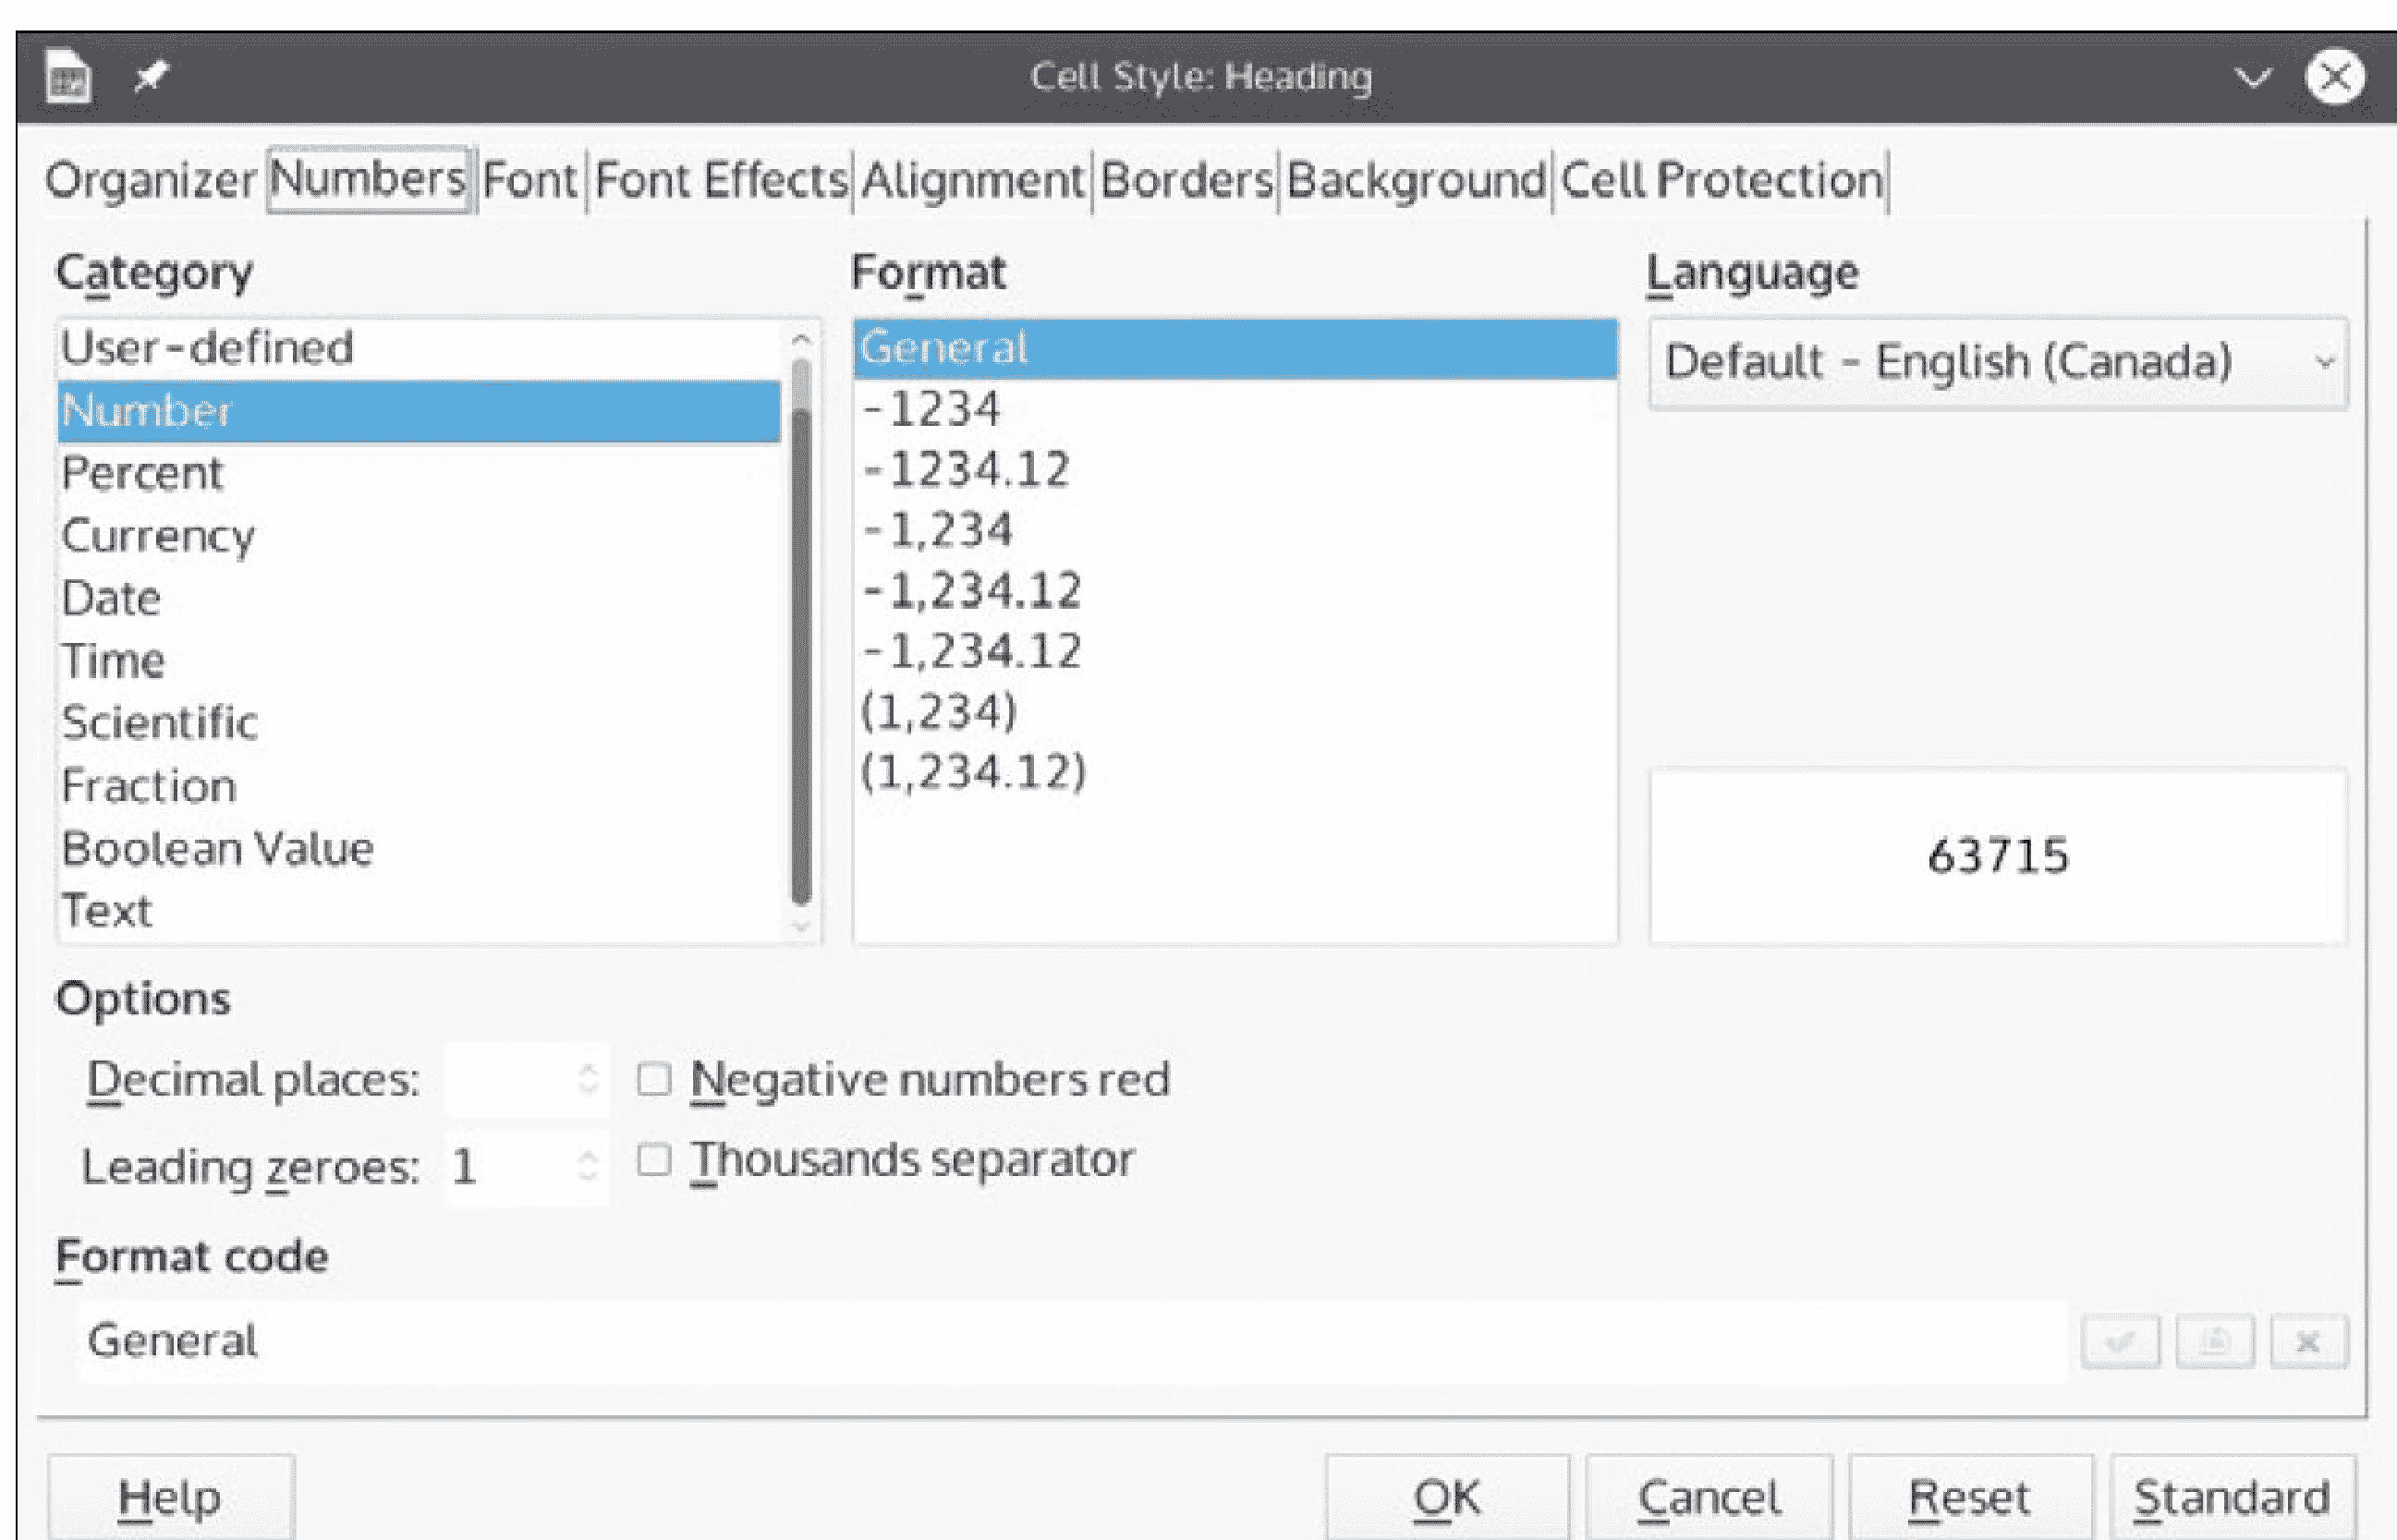 Cell Style: Heading
Organizer Numbers Font Font Effects Alignment Borders Background Cell Protection
Category
User-defined
Number
Percent
Currency
Date
Time
Scientific
Fraction
Boolean Value
Text
Format
General
-1234
-1234.12
-1,234
-1,234.12
-1,234.12
(1,234)
(1,234.12)
Language
Default - English (Canada)
63715
Options
Decimal places:
Negative numbers red
Leading zeroes: 1
Thousands separator
Format code
General
Help OK Cancel Reset Standard